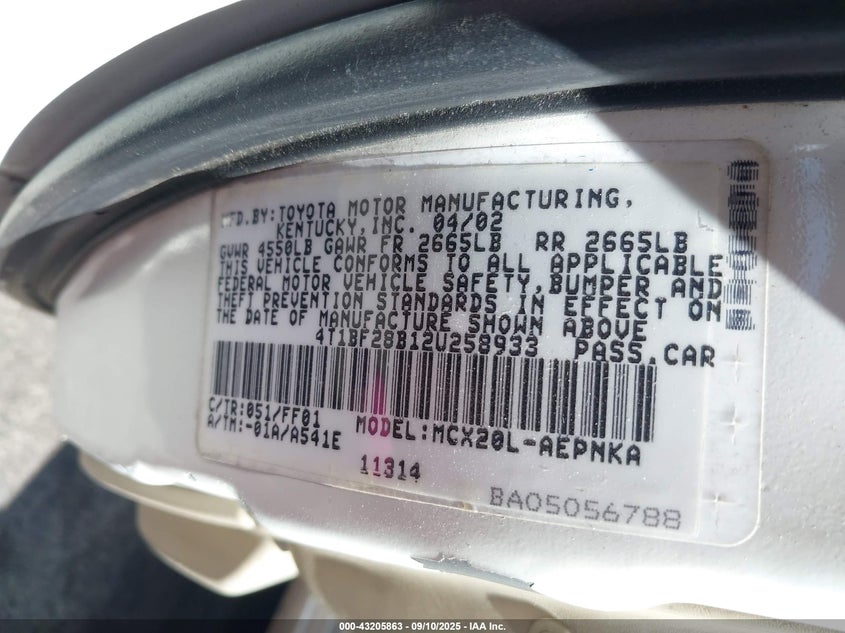 MFD.BY:TOYOTA MOTOR MANUFACTURING,
KENTUCKY,INC. 04/02
GVWR 4550LB GAWR FR 2665LB RR 2665LB
THIS VEHICLE CONFORMS TO ALL APPLICABLE
FEDERAL MOTOR VEHICLE SAFETY,BUMPER AND
THEFT PREVENTION STANDARDS IN EFFECT ON
THE DATE OF MANUFACTURE SHOWN ABOVE
4T1BF28B12U258933 PASS.CAR
C/TR:051/FF01
A/TM:-01A/A541E MODEL:MCX20L-AEPNKA
11314
BA05056788
000-43205863 - 09/10/2025 - IAA Inc.